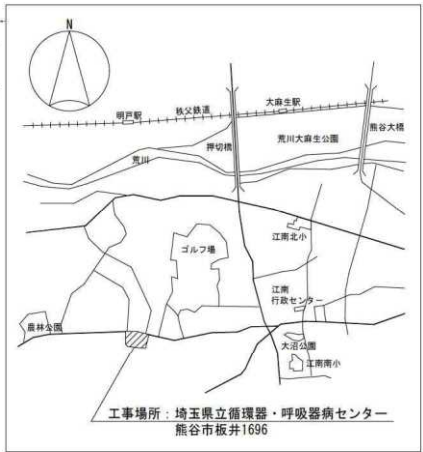 N
秩父鉄道
大麻生駅
明戸駅
熊谷大橋
押切橋
荒川大麻生公園
荒川
江南北小
ゴルフ場
江南
行政センター
農林公園
大沼公園
江南南小
工事場所：埼玉県立循環器・呼吸器病センター
熊谷市板井1696